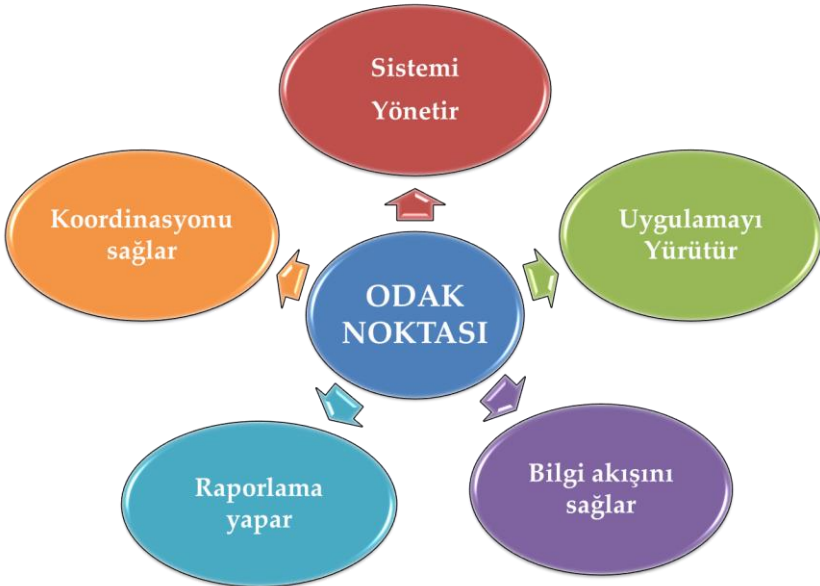 Sistemi
Yönetir
Koordinasyonu
sağlar
Uygulamayı
Yürütür
ODAK
NOKTASI
Raporlama
yapar
Bilgi akışını
sağlar